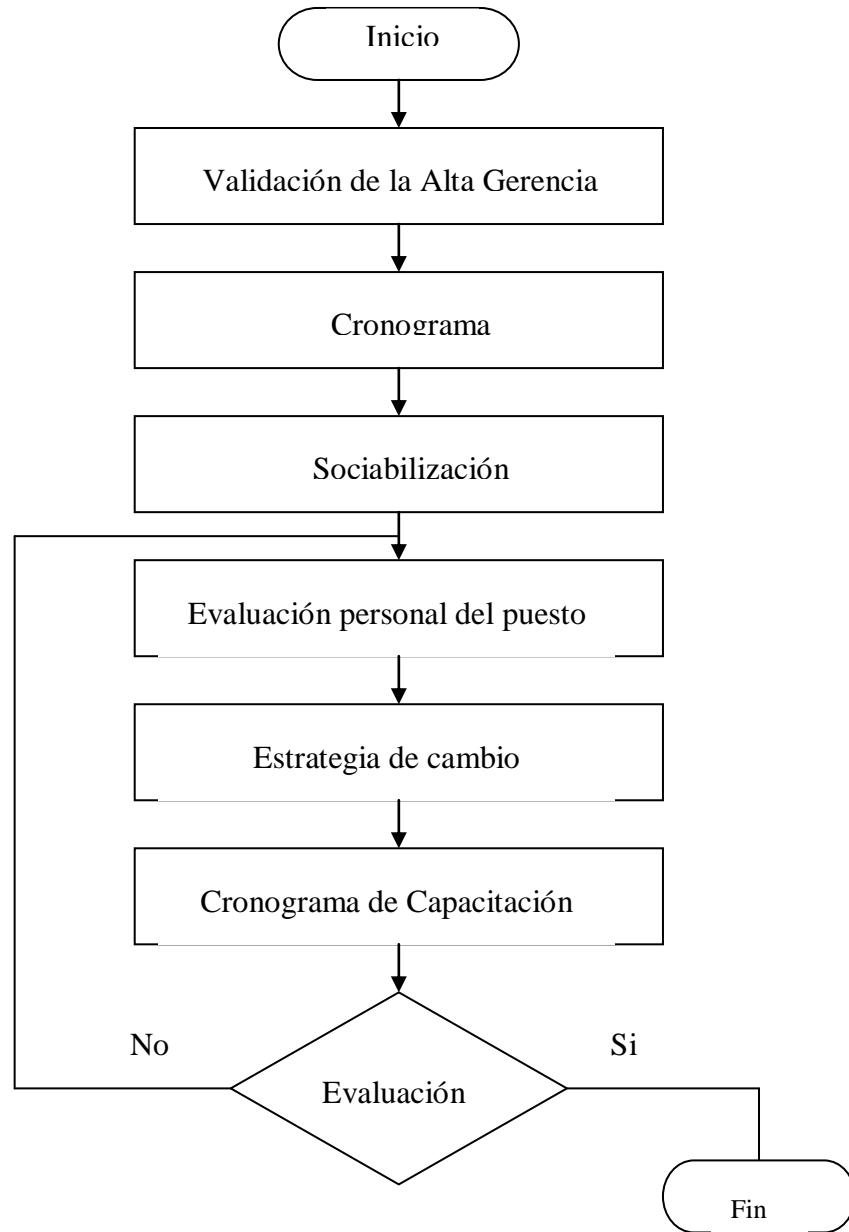 Inicio
Validación de la Alta Gerencia
Cronograma
Sociabilización
Evaluación personal del puesto
Estrategia de cambio
Cronograma de Capacitación
No
Si
Evaluación
Fin